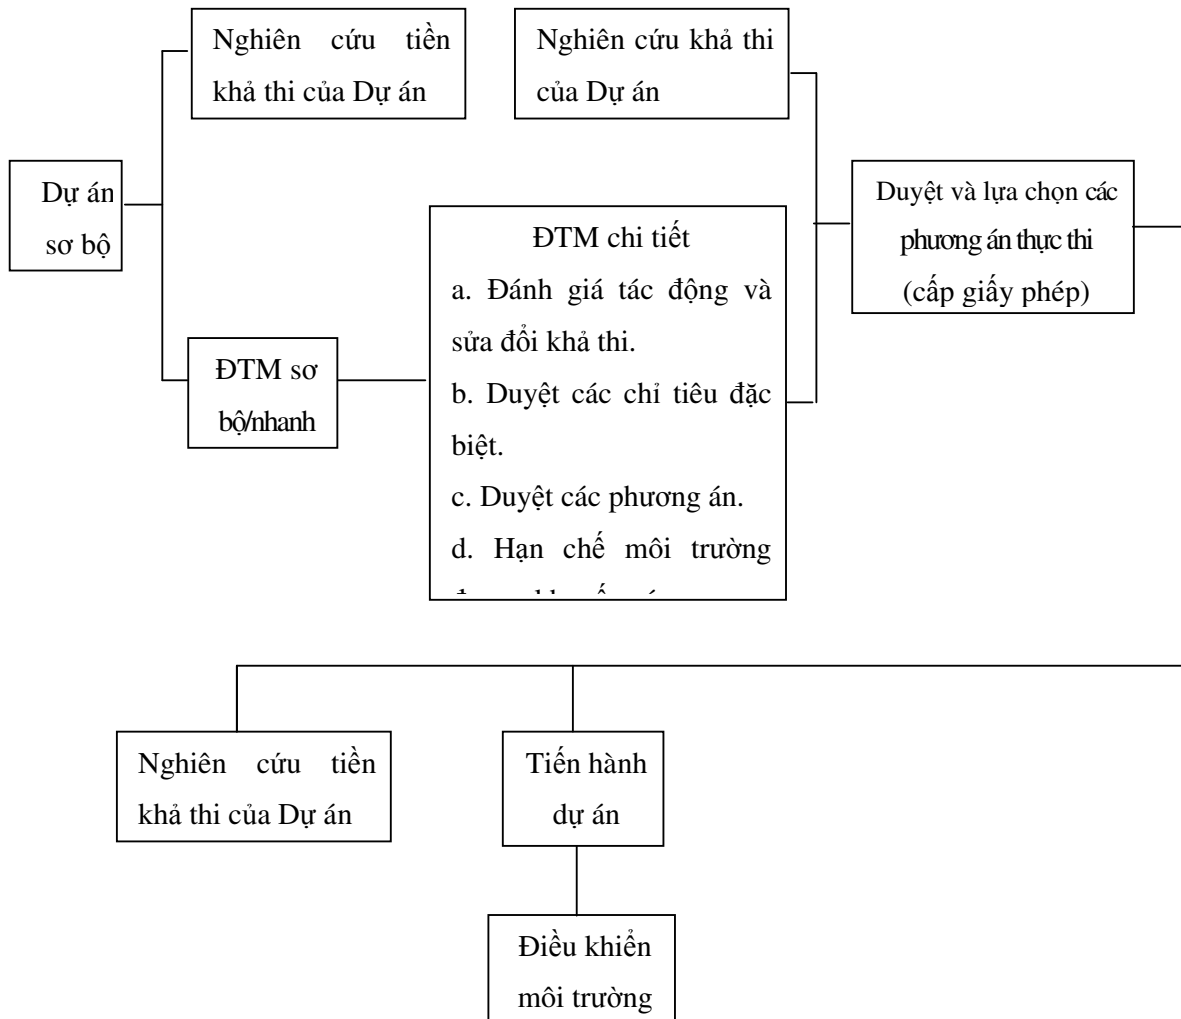 Nghiên cứu tiền
khả thi của Dự án
Nghiên cứu khả thi
của Dự án
Dự án
sơ bộ
ĐTM sơ
bộ/nhanh
ĐTM chi tiết
a. Đánh giá tác động và
sửa đổi khả thi.
b. Duyệt các chỉ tiêu đặc
biệt.
c. Duyệt các phương án.
d. Hạn chế môi trường
Duyệt và lựa chọn các
phương án thực thi
(cấp giấy phép)
Nghiên cứu tiền
khả thi của Dự án
Tiến hành
dự án
Điều khiển
môi trường